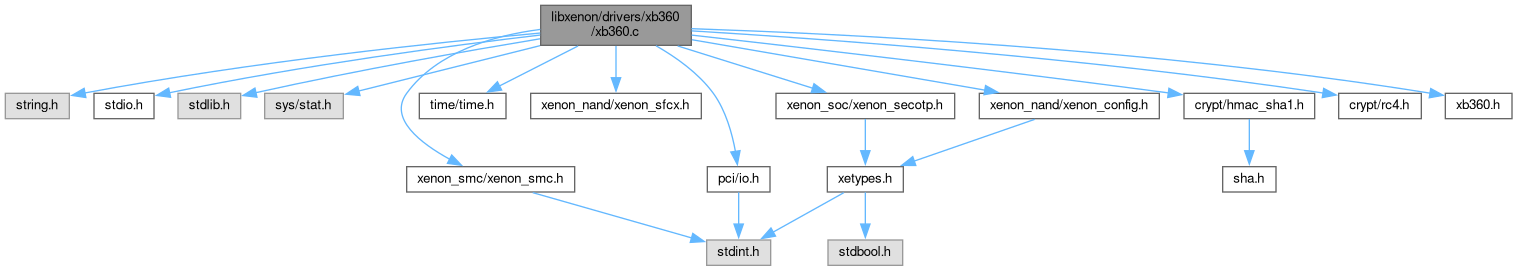 libxenon/drivers/xb360
/xb360.c
string.h
stdio.h
stdlib.h
sys/stat.h
time/time.h
xenon_nand/xenon_sfcx.h
xenon_soc/xenon_secotp.h
xenon_nand/xenon_config.h
crypt/hmac_sha1.h
crypt/rc4.h
xb360.h
xenon_smc/xenon_smc.h
pci/io.h
xetypes.h
sha.h
stdint.h
stdbool.h